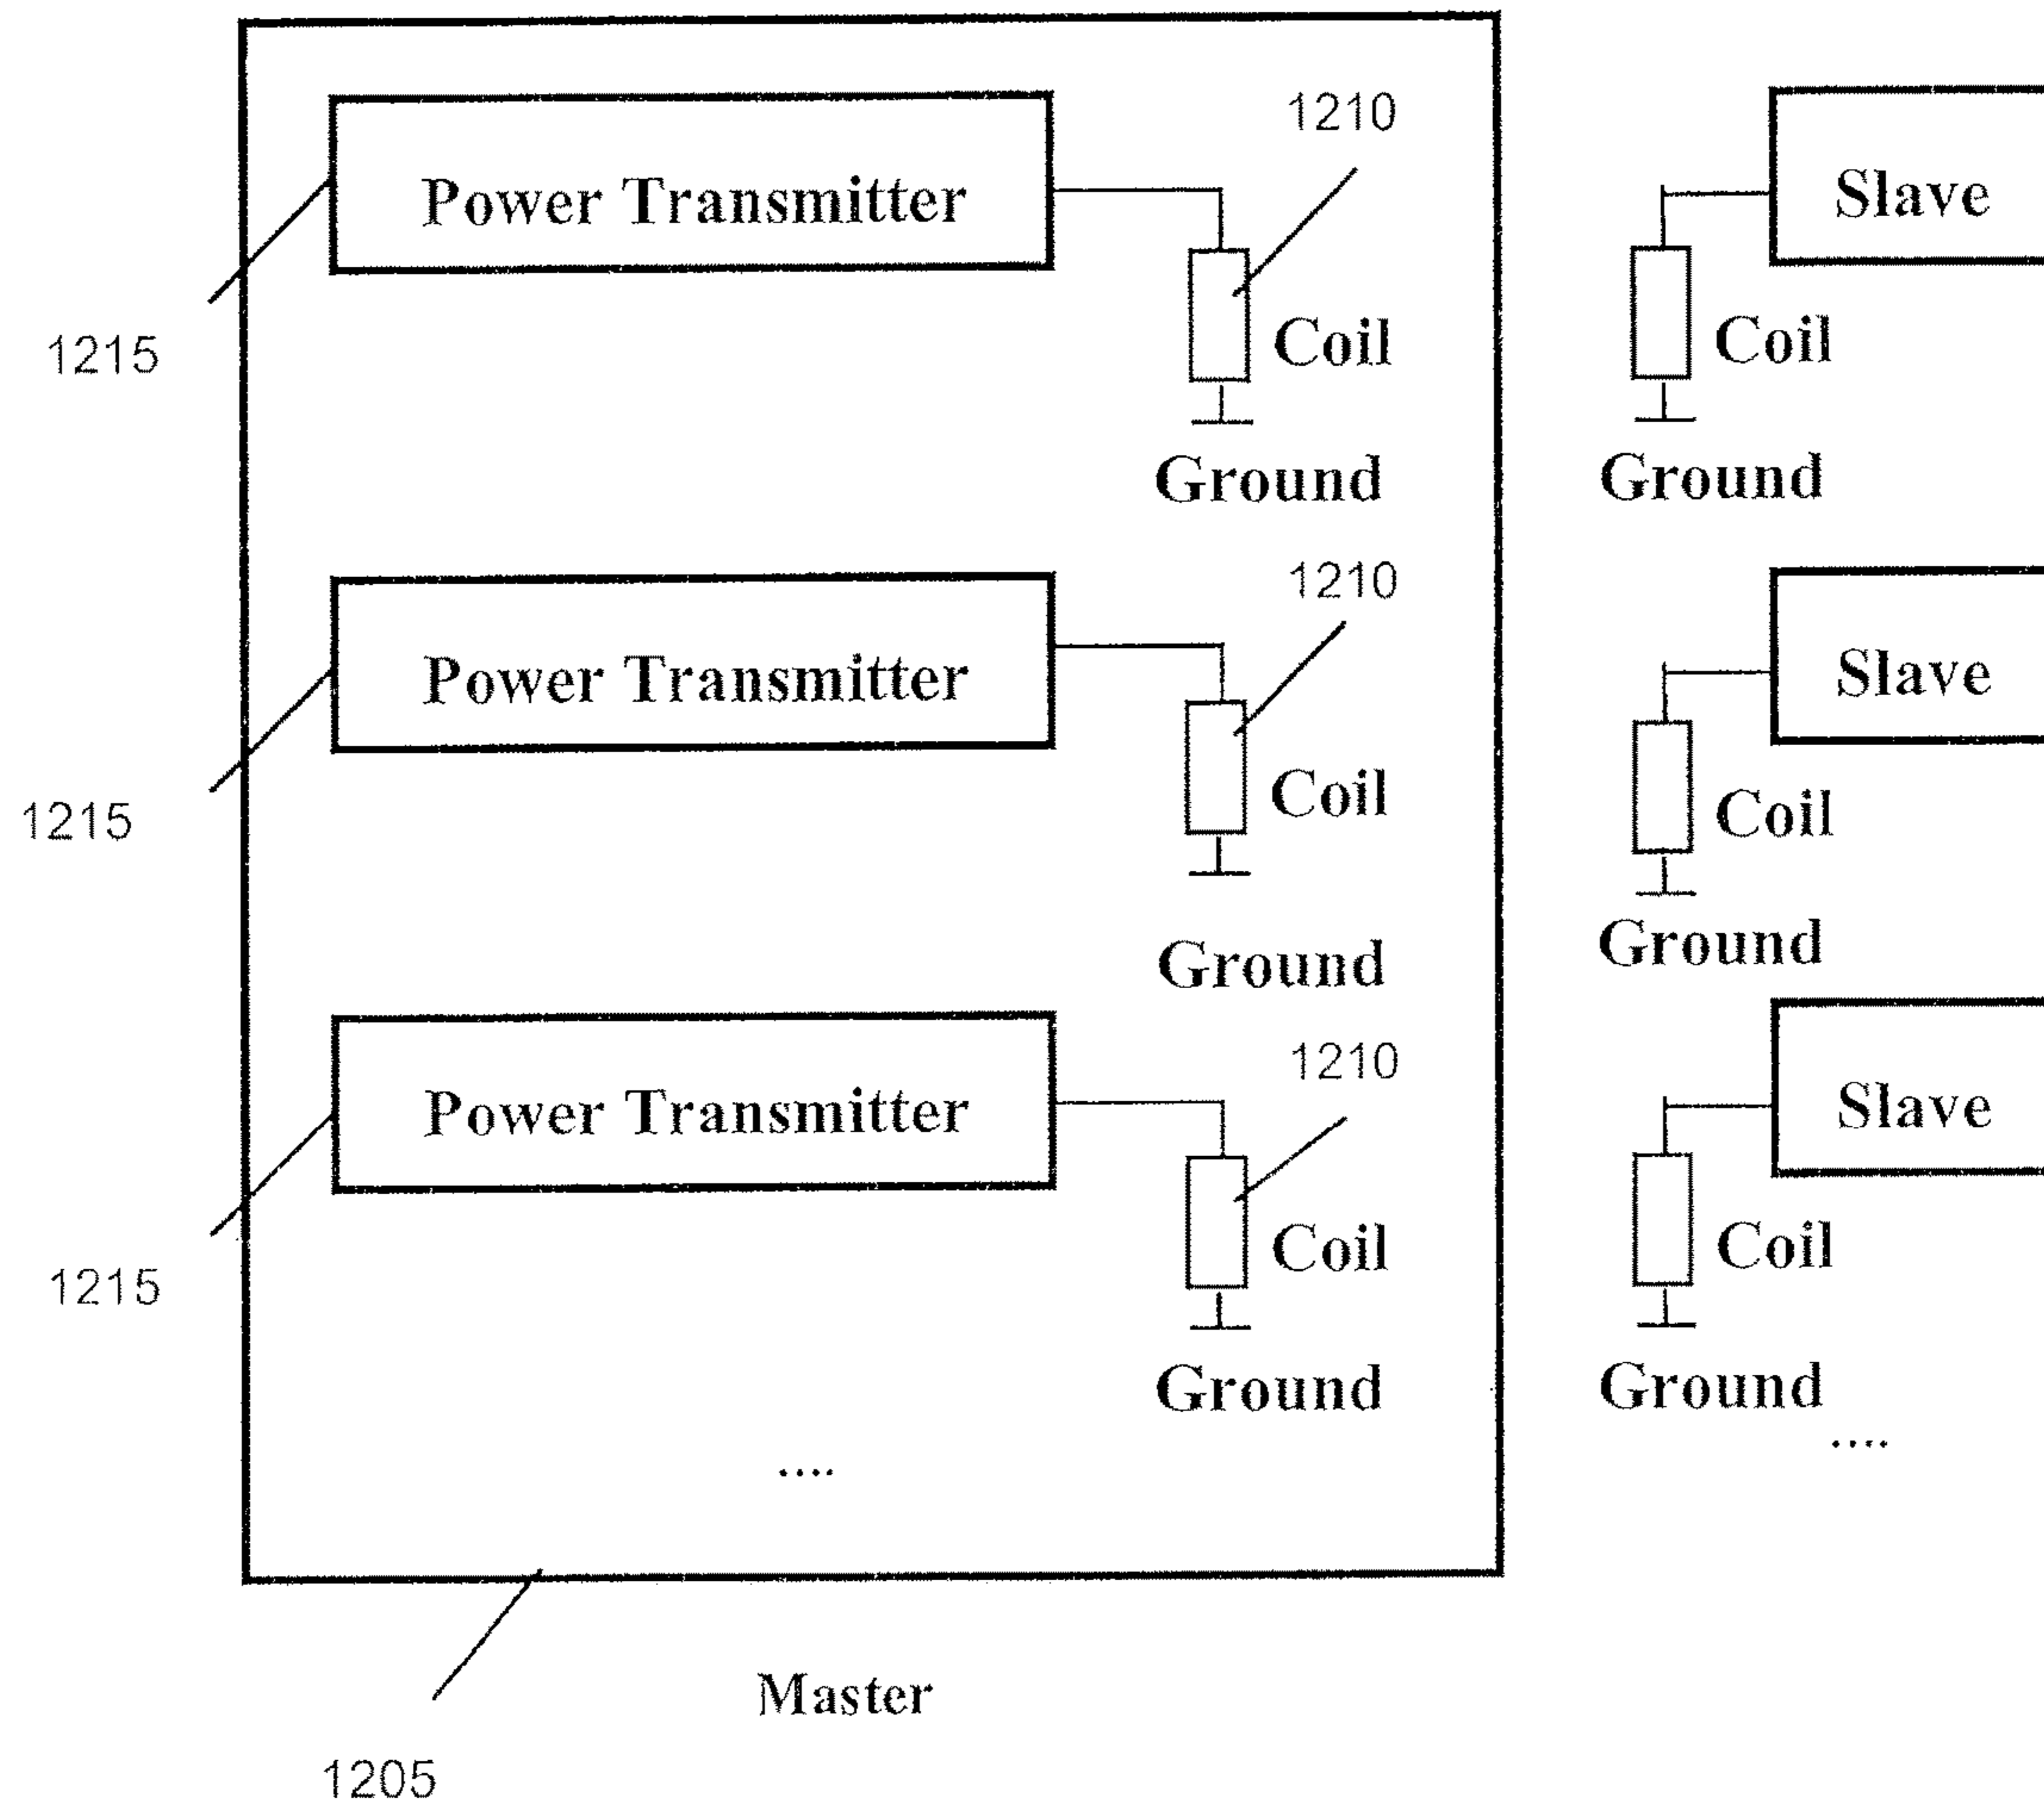 1210
Power Transmitter
Slave
1215
Coil
Coil
Ground
Ground
1210
Power Transmitter
Slave
1215
Coil
Coil
Ground
Ground
1210
Power Transmitter
Slave
1215
Coil
Coil
Ground
Ground
....
....
Master
1205